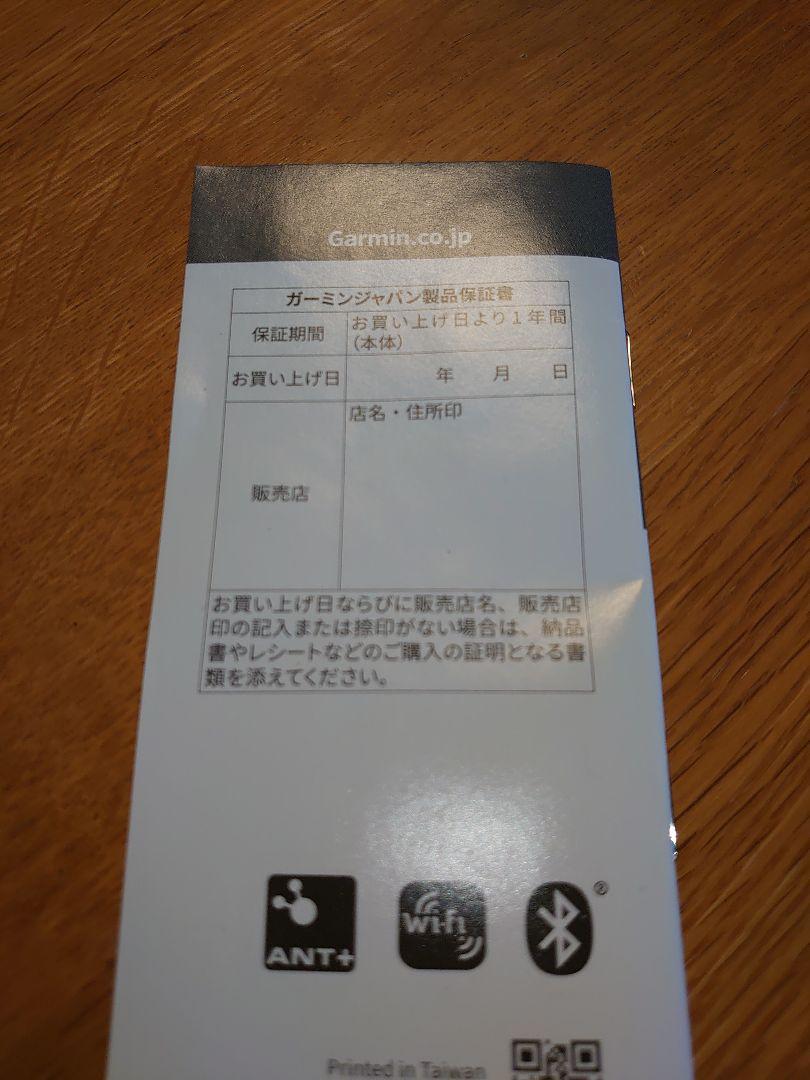 Garmin.co.jp
ガーミンジャパン製品保証書
保証期間
お買い上げ日より1年間
(本体)
お買い上げ日
年 月 日
販売店
店名・住所印
お買い上げ日ならびに販売店名、販売店
印の記入または捺印がない場合は、納品
書やレシートなどのご購入の証明となる書
類を添えてください。
ANT+
Wi-Fi
Printed in Taiwan